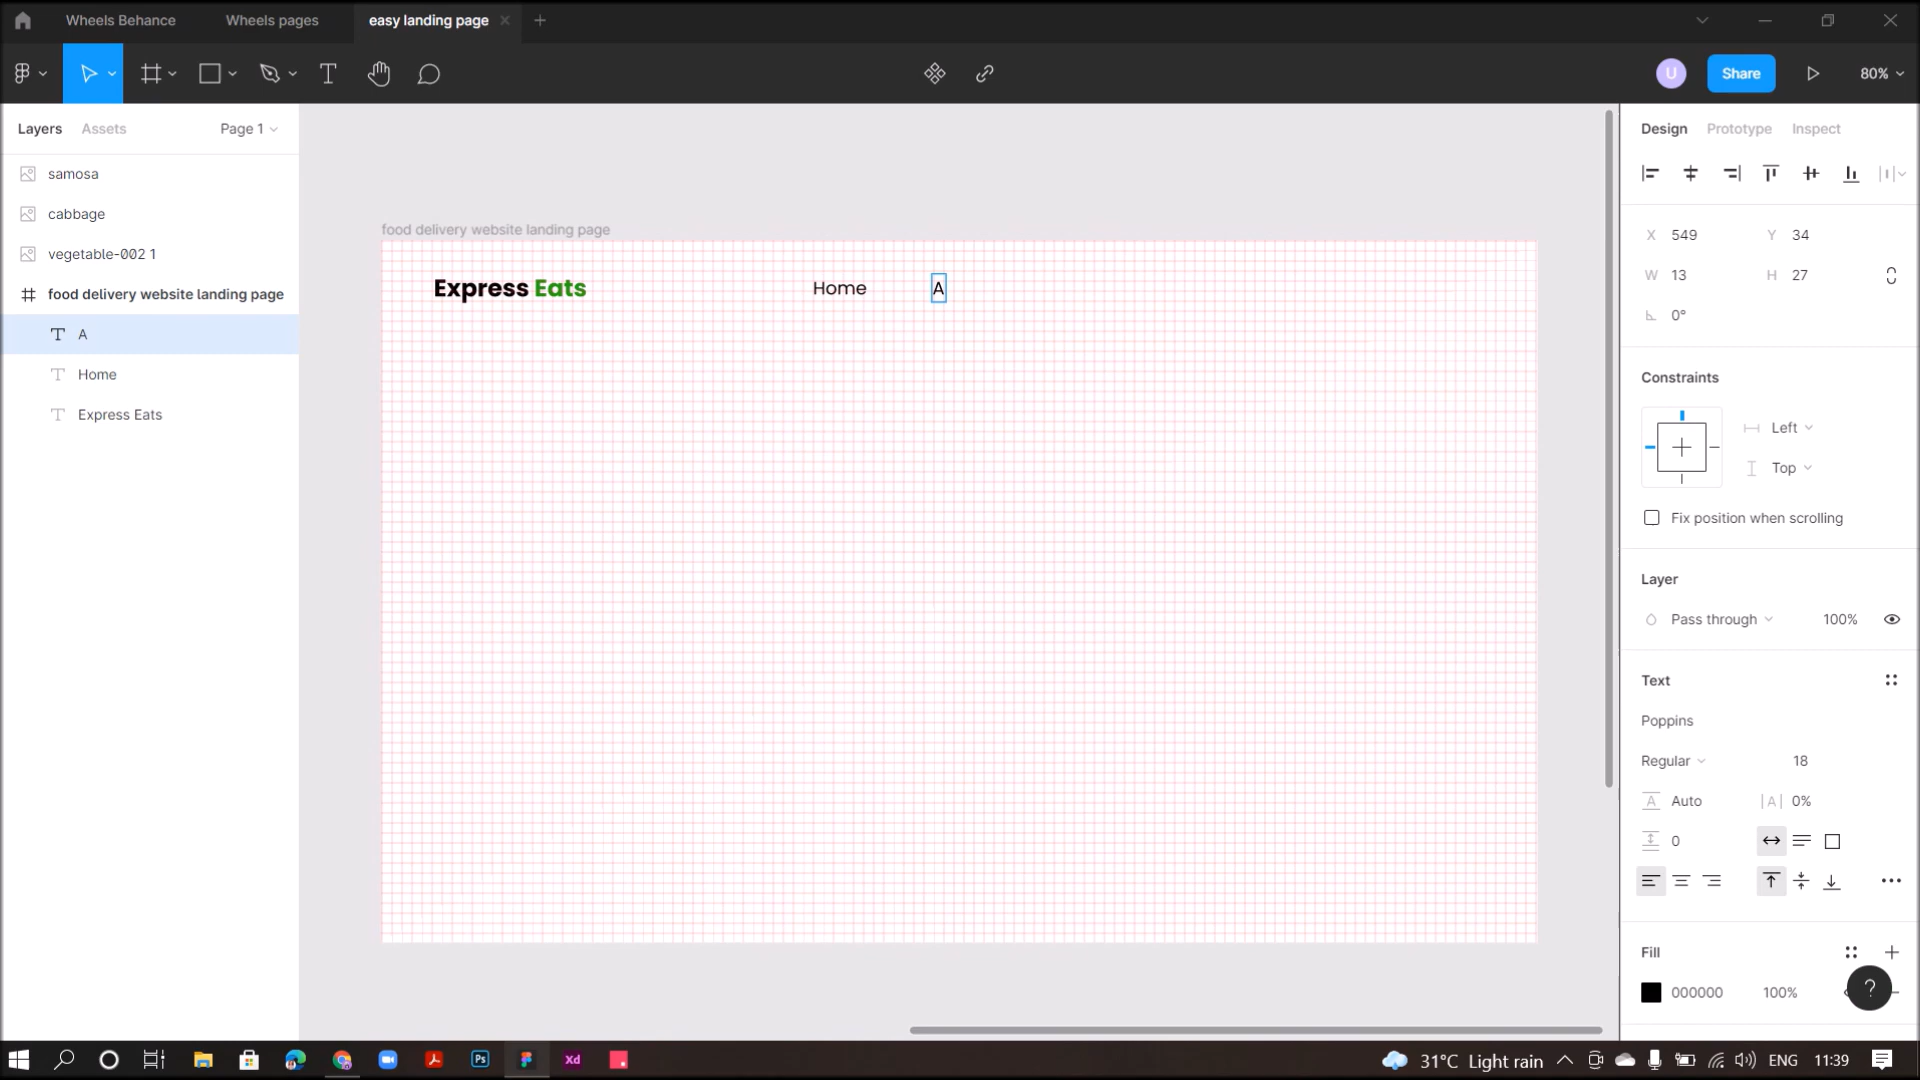 Wheels Behance
Wheels pages
easy landing page
U
Share
80%
Layers
Assets
Page 1
samosa
cabbage
vegetable-002 1
food delivery website landing page
A
Home
Express Eats
food delivery website landing page
Express Eats
Home
A
Design
Prototype
Inspect
X 549
Y 34
W 13
H 27
0°
Constraints
Left
Top
Fix position when scrolling
Layer
Pass through
100%
Text
Poppins
Regular
18
A Auto
|A| 0%
0
Fill
000000
100%
?
Ps
Xd
31°C Light rain
ENG
11:39